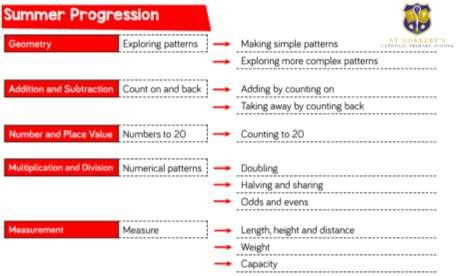 Summer Progression
Geometry Exploring patterns → Making simple patterns
→ Exploring more complex patterns
Addition and Subtraction Count on and back → Adding by counting on
→ Taking away by counting back
Number and Place Value Numbers to 20 → Counting to 20
Multiplication and Division Numerical patterns → Doubling
→ Halving and sharing
→ Odds and evens
Measurement Measure → Length, height and distance
→ Weight
→ Capacity